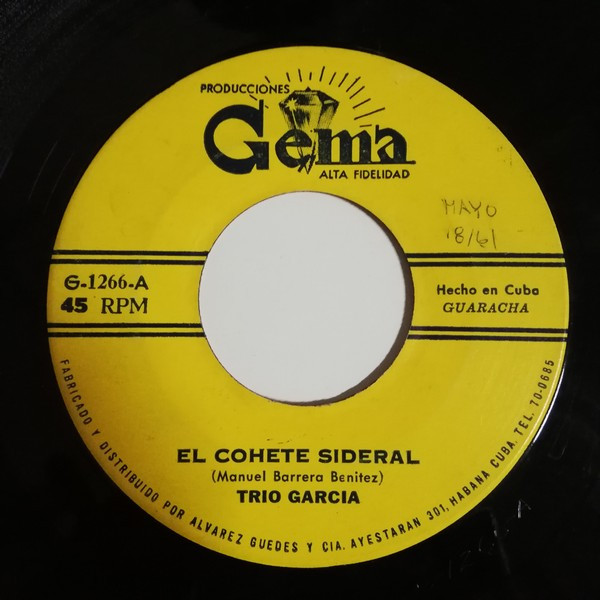 PRODUCCIONES
Gema
ALTA FIDELIDAD
MAYO
18/61
G-1266-A
45 RPM
Hecho en Cuba
GUARACHA
EL COHETE SIDERAL
(Manuel Barrera Benitez)
TRIO GARCIA
FABRICADO Y DISTRIBUIDO POR ALVAREZ GUEDES Y CIA. AYESTARAN 301, HABANA CUBA. TEL. 70-0685